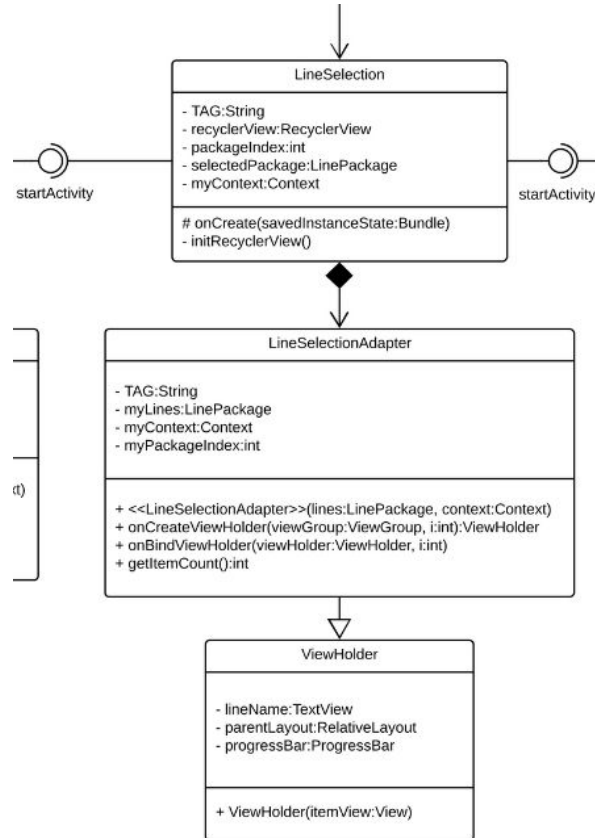 LineSelection
- TAG:String
- recyclerView:RecyclerView
- packageIndex:int
- selectedPackage:LinePackage
- myContext:Context
startActivity
startActivity
# onCreate(savedInstanceState:Bundle)
- initRecyclerView()
LineSelectionAdapter
- TAG:String
- myLines:LinePackage
- myContext:Context
- myPackageIndex:int
+ <<LineSelectionAdapter>>(lines:LinePackage, context:Context)
+ onCreateViewHolder(viewGroup:ViewGroup, i:int):ViewHolder
+ onBindViewHolder(viewHolder:ViewHolder, i:int)
+ getItemCount():int
ViewHolder
- lineName:TextView
- parentLayout:RelativeLayout
- progressBar:ProgressBar
+ ViewHolder(itemView:View)